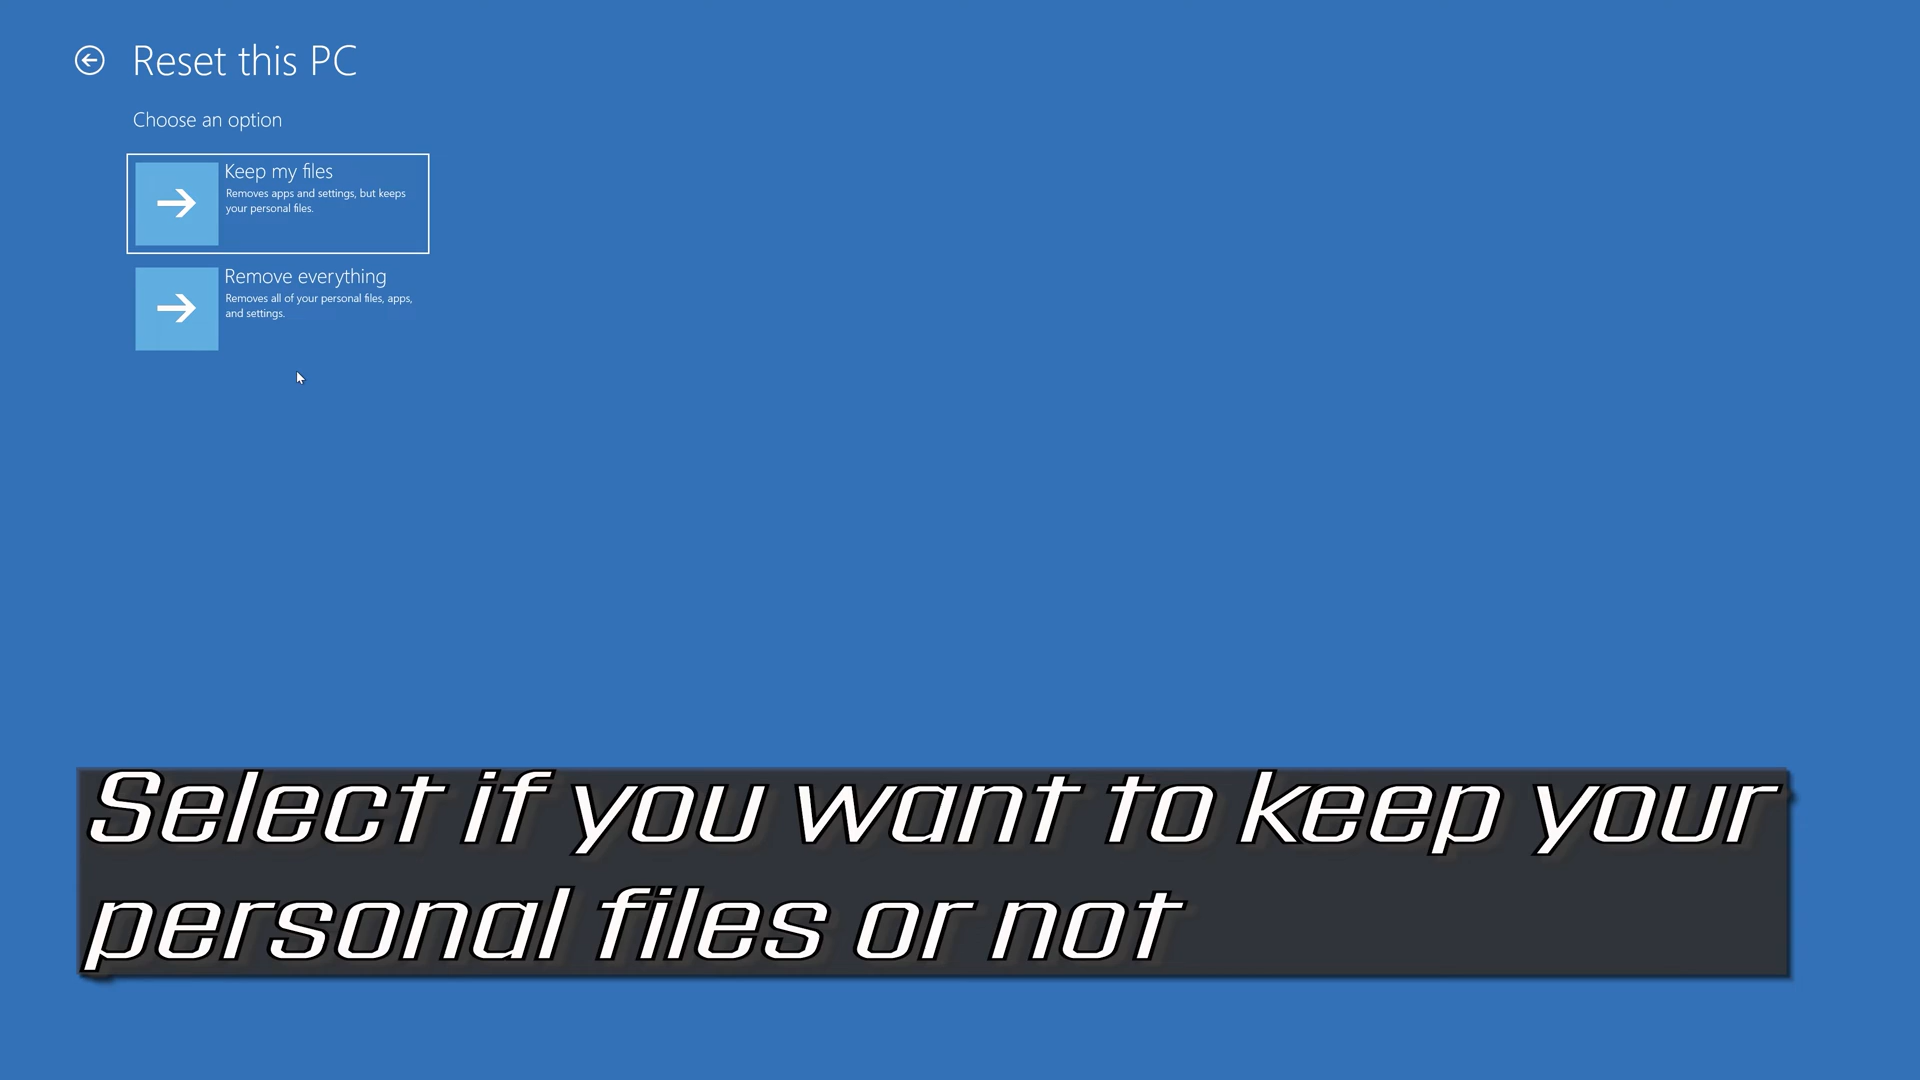 Reset this PC
Choose an option
Keep my files
Removes apps and settings, but keeps
your personal files.
Remove everything
Removes all of your personal files, apps,
and settings.
Select if you want to keep your
personal files or not